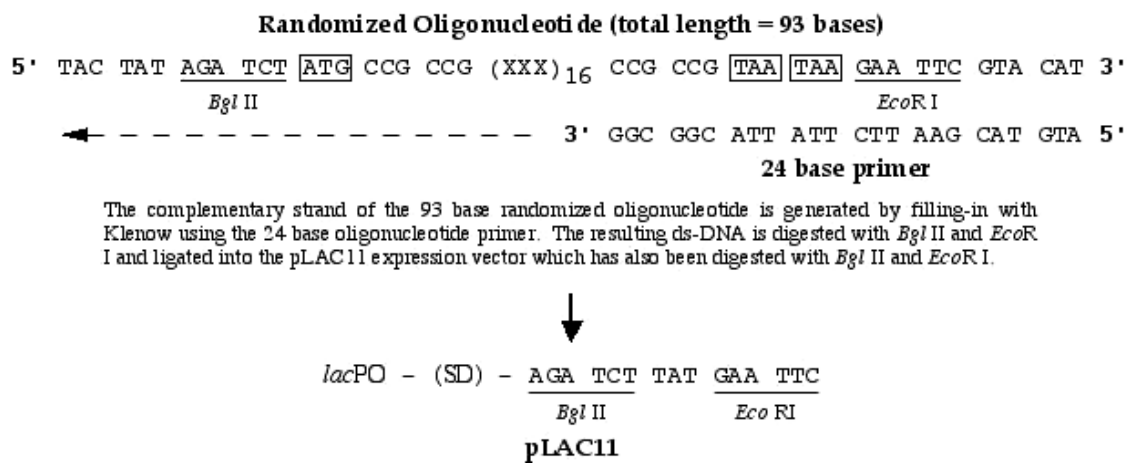 Randomized Oligonucleotide (total length = 93 bases)
5' TAC TAT AGA TCT ATG CCG CCG (XXX)16 CCG CCG TAA TAA GAA TTC GTA CAT 3'
Bgl II EcoR I
3' GGC GGC ATT ATT CTT AAG CAT GTA 5'
24 base primer
The complementary strand of the 93 base randomized oligonucleotide is generated by filling-in with
Klenow using the 24 base oligonucleotide primer. The resulting ds-DNA is digested with Bgl II and EcoR
I and ligated into the pLAC11 expression vector which has also been digested with Bgl II and EcoR I.
lacPO – (SD) – AGA TCT TAT GAA TTC
Bgl II Eco RI
pLAC11